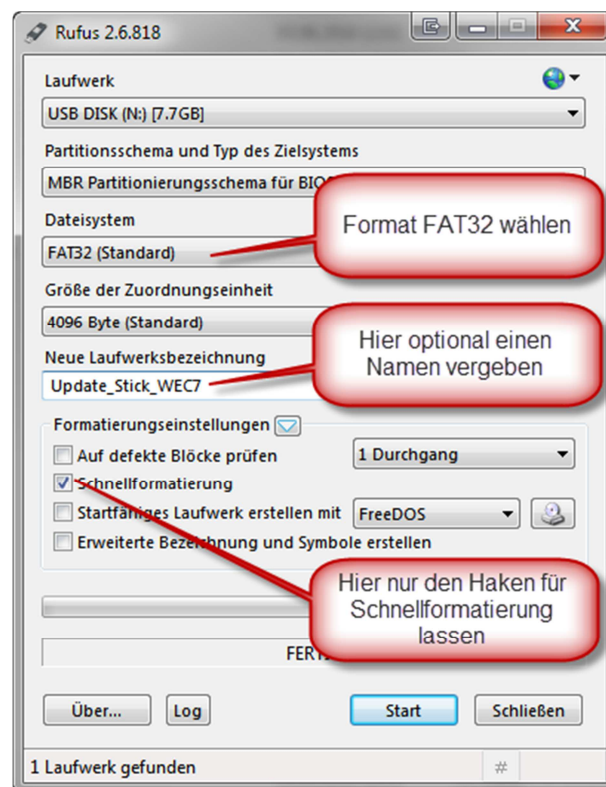 Rufus 2.6.818
Laufwerk
USB DISK (N:) [7.7GB]
Partitionsschema und Typ des Zielsystems
MBR Partitionierungsschema für
Format FAT32 wählen
Dateisystem
FAT32 (Standard)
Größe der Zuordnungseinheit
4096 Byte (Standard)
Hier optional einen
Namen vergeben
Neue Laufwerksbezeichnung
Update_Stick_WEC7
Formatierungseinstellungen
Auf defekte Blöcke prüfen
1 Durchgang
Schnellformatierung
Startfähiges Laufwerk erstellen mit
FreeDOS
Erweiterte Bezeichnung und Symbole erstellen
Hier nur den Haken für
Schnellformatierung
lassen
Über...
Log
Start
Schließen
1 Laufwerk gefunden
#